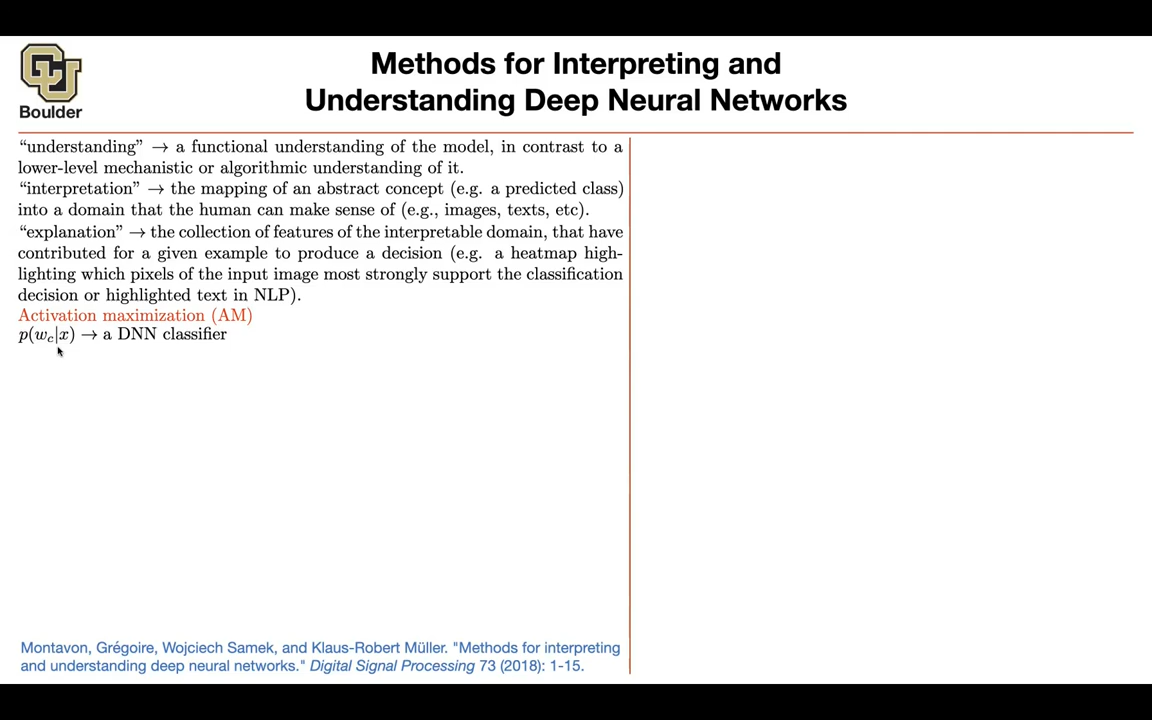 Methods for Interpreting and
Understanding Deep Neural Networks
Boulder
“understanding” → a functional understanding of the model, in contrast to a
lower-level mechanistic or algorithmic understanding of it.
“interpretation” → the mapping of an abstract concept (e.g. a predicted class)
into a domain that the human can make sense of (e.g., images, texts, etc).
“explanation” → the collection of features of the interpretable domain, that have
contributed for a given example to produce a decision (e.g. a heatmap high-
lighting which pixels of the input image most strongly support the classification
decision or highlighted text in NLP).
Activation maximization (AM)
p(w_c|x) → a DNN classifier
Montavon, Grégoire, Wojciech Samek, and Klaus-Robert Müller. "Methods for interpreting
and understanding deep neural networks." Digital Signal Processing 73 (2018): 1-15.